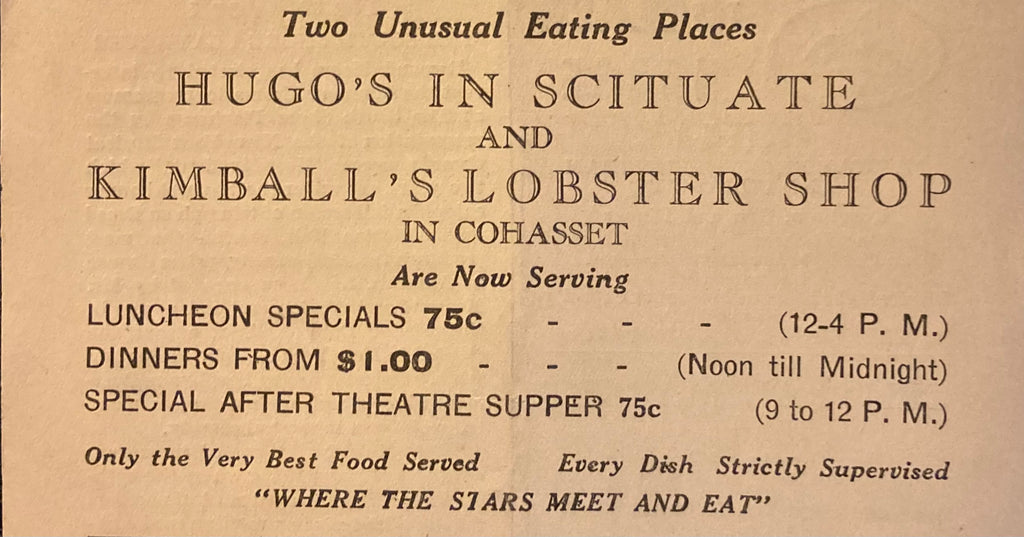 Two Unusual Eating Places
HUGO'S IN SCITUATE
AND
KIMBALL'S LOBSTER SHOP
IN COHASSET
Are Now Serving
LUNCHEON SPECIALS 75c - - - (12-4 P. M.)
DINNERS FROM $1.00 - - - (Noon till Midnight)
SPECIAL AFTER THEATRE SUPPER 75c (9 to 12 P. M.)
Only the Very Best Food Served Every Dish Strictly Supervised
"WHERE THE STARS MEET AND EAT"